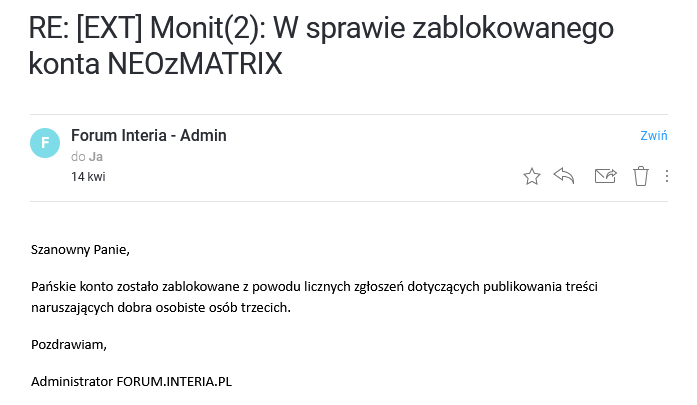 RE: [EXT] Monit(2): W sprawie zablokowanego
konta NEOzMATRIX
F
Forum Interia - Admin
Zwiń
do Ja
14 kwi
Szanowny Panie,
Pańskie konto zostało zablokowane z powodu licznych zgłoszeń dotyczących publikowania treści
naruszających dobra osobiste osób trzecich.
Pozdrawiam,
Administrator FORUM.INTERIA.PL